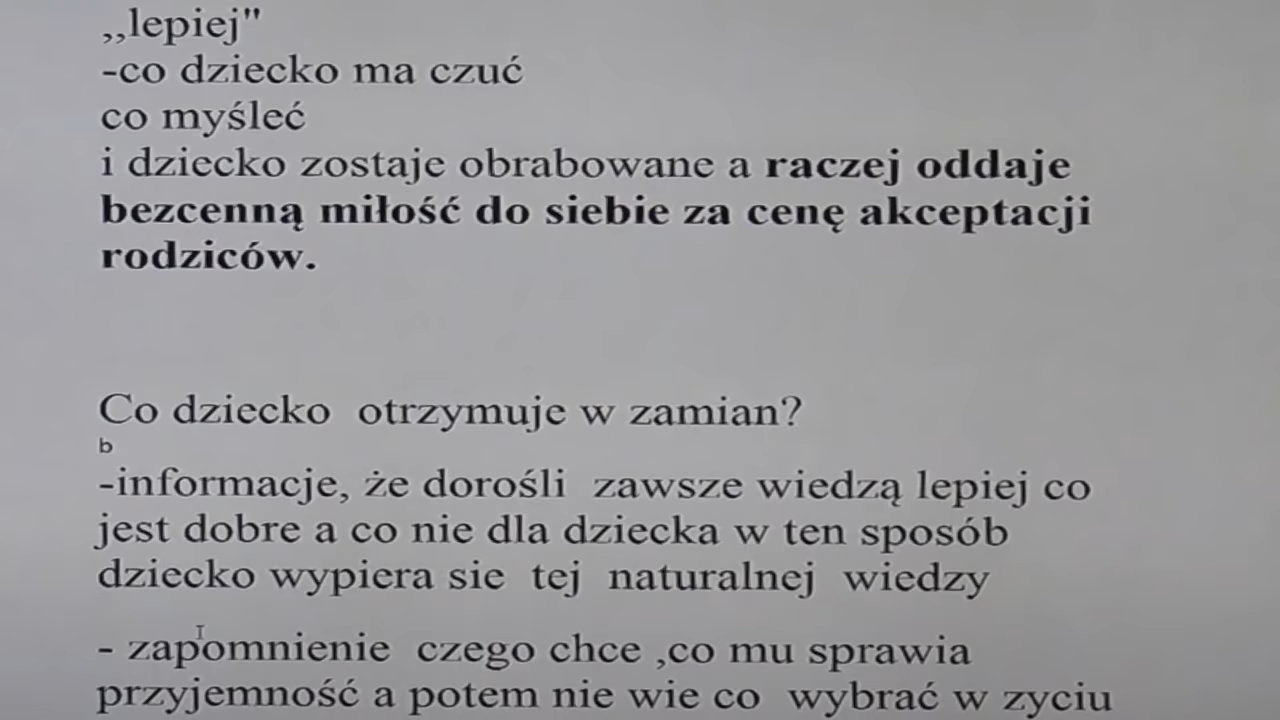 ,,lepiej"
-co dziecko ma czuć
co myśleć
i dziecko zostaje obrabowane a raczej oddaje
bezcenną miłość do siebie za cenę akceptacji
rodziców.
Co dziecko otrzymuje w zamian?
b
-informacje, że dorośli zawsze wiedzą lepiej co
jest dobre a co nie dla dziecka w ten sposób
dziecko wypiera sie tej naturalnej wiedzy
- zapomnienie czego chce ,co mu sprawia
przyjemność a potem nie wie co wybrać w zyciu